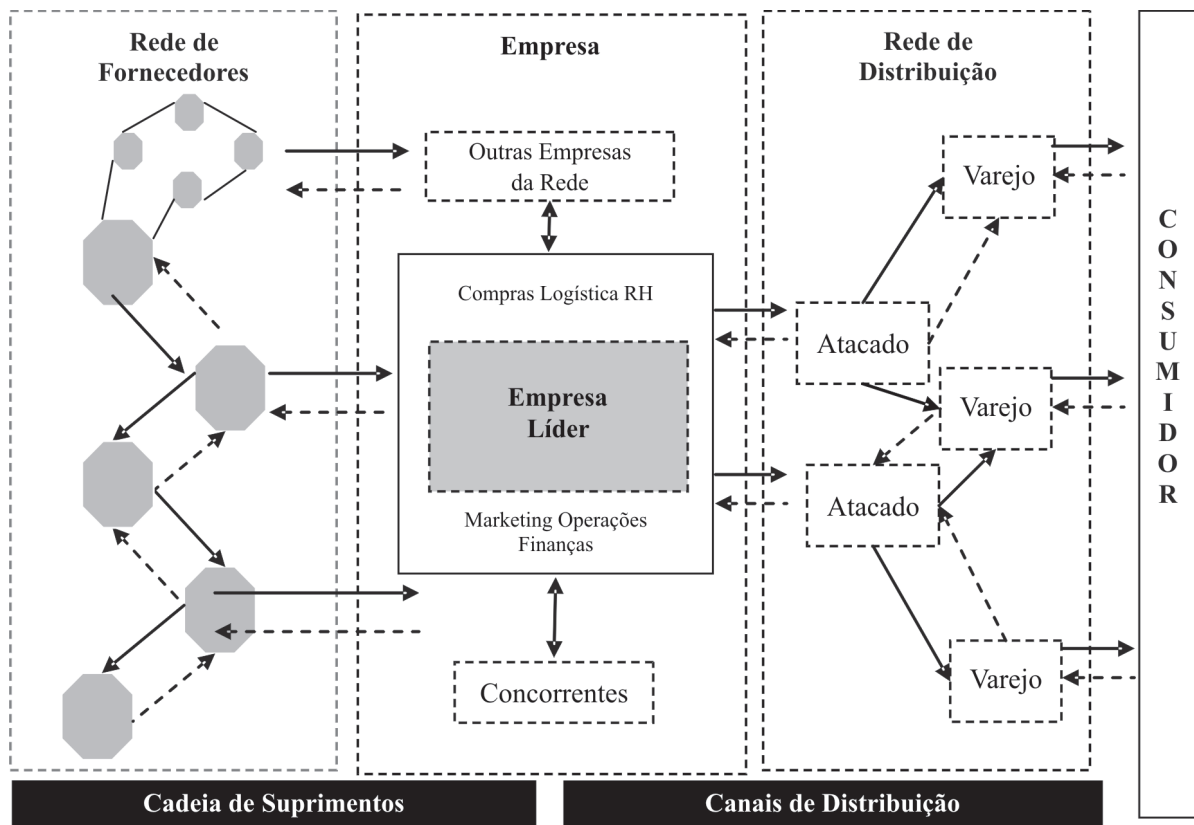 Rede de
Fornecedores
Empresa
Outras Empresas
da Rede
Compras Logística RH
Empresa
Líder
Marketing Operações
Finanças
Concorrentes
Rede de
Distribuição
Varejo
Atacado
Varejo
Atacado
Varejo
CONSUMIDOR
Cadeia de Suprimentos
Canais de Distribuição